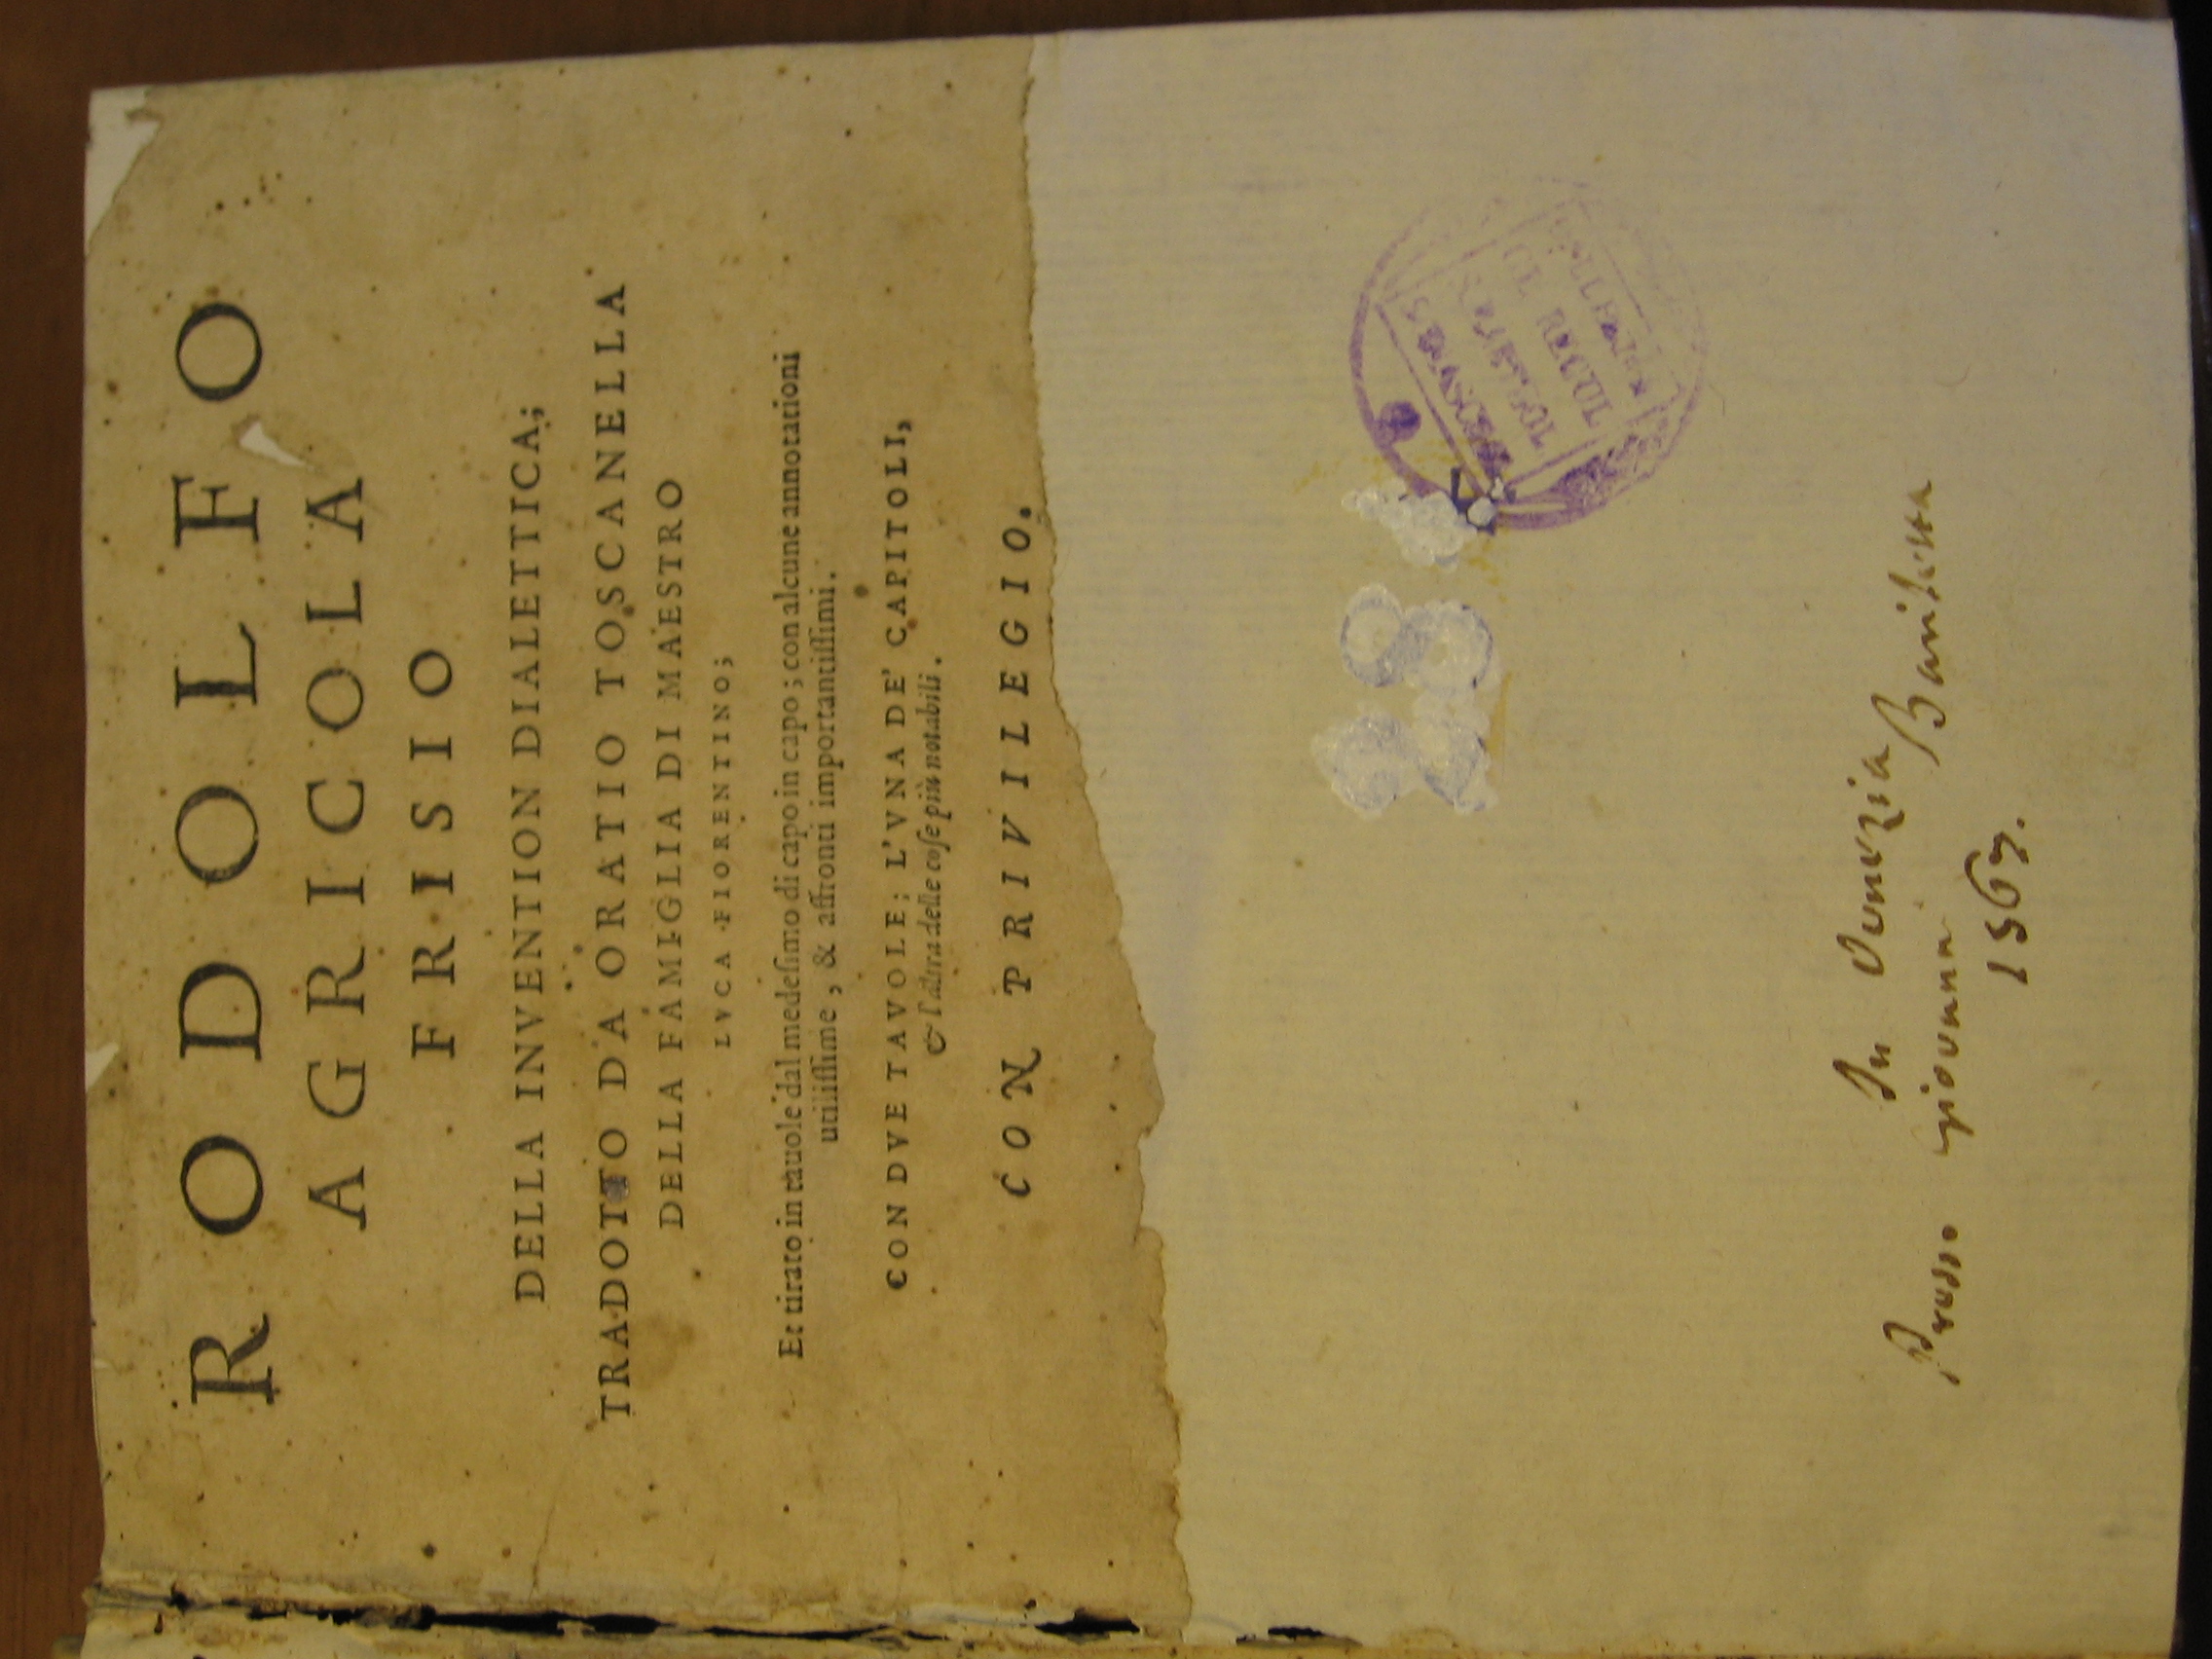 RODOLFO
AGRICOLA
FRISIO
DELLA INVENTION DIALETTICA;
TRADOTTO DA ORATIO TOSCANELLA
DELLA FAMIGLIA DI MAESTRO
LVCA FIORENTINO;
Et tirato in tauole dal medeſimo di capo in capo; con alcune annotationi
utiliſſime, & affronti importantiſſimi.
CON DVE TAVOLE; L'VNA DE' CAPITOLI,
& l'altra delle coſe più notabili.
CON PRIVILEGIO.
In Venezia
Presso giovanni Bariletta
1567.